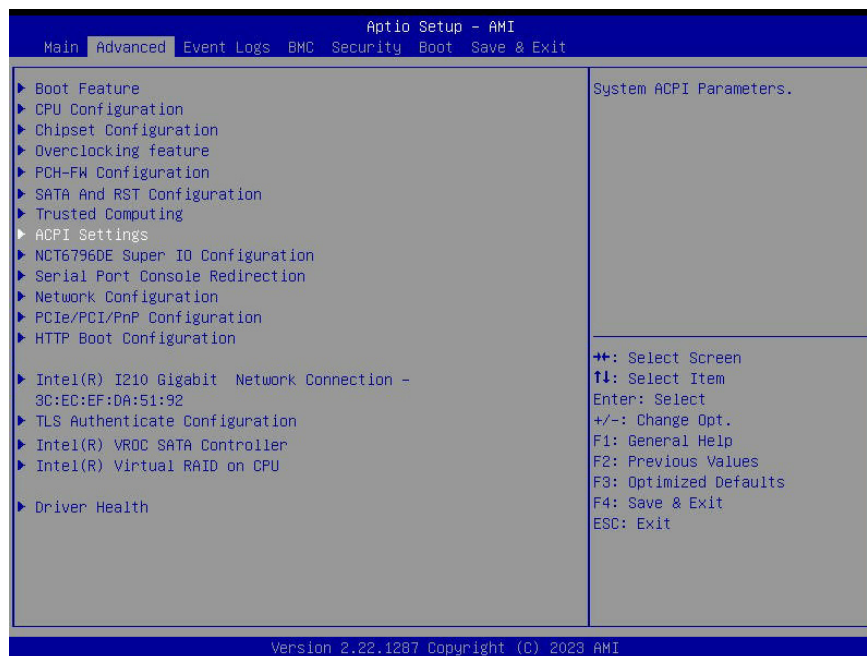 Aptio Setup – AMI
Main Advanced Event Logs BMC Security Boot Save & Exit
Boot Feature
CPU Configuration
Chipset Configuration
Overclocking feature
PCH-FW Configuration
SATA And RST Configuration
Trusted Computing
ACPI Settings
NCT6796DE Super IO Configuration
Serial Port Console Redirection
Network Configuration
PCIe/PCI/PnP Configuration
HTTP Boot Configuration
Intel(R) I210 Gigabit  Network Connection –
3C:EC:EF:DA:51:92
TLS Authenticate Configuration
Intel(R) VROC SATA Controller
Intel(R) Virtual RAID on CPU
Driver Health
System ACPI Parameters.
→←: Select Screen
↑↓: Select Item
Enter: Select
+/-: Change Opt.
F1: General Help
F2: Previous Values
F3: Optimized Defaults
F4: Save & Exit
ESC: Exit
Version 2.22.1287 Copyright (C) 2023 AMI